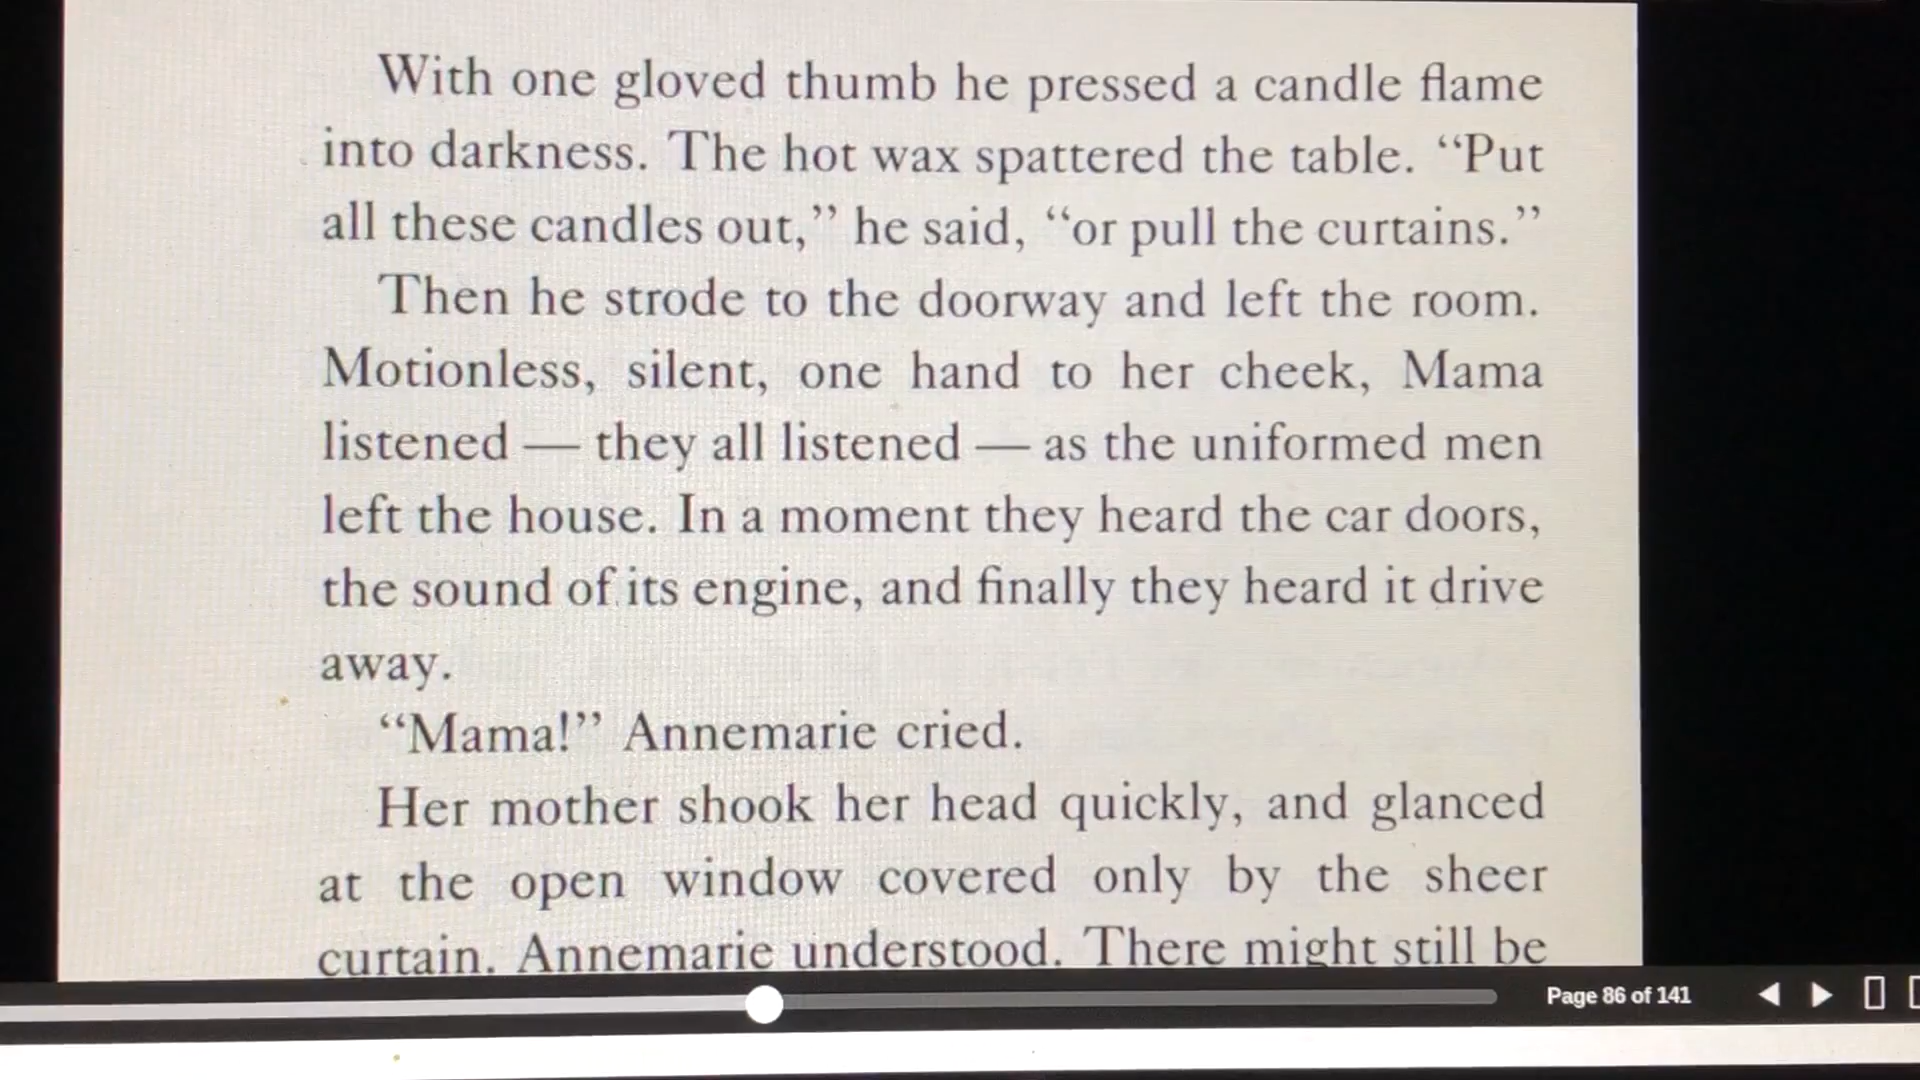 With one gloved thumb he pressed a candle flame
into darkness. The hot wax spattered the table. “Put
all these candles out,” he said, “or pull the curtains.”
Then he strode to the doorway and left the room.
Motionless, silent, one hand to her cheek, Mama
listened — they all listened — as the uniformed men
left the house. In a moment they heard the car doors,
the sound of its engine, and finally they heard it drive
away.
“Mama!” Annemarie cried.
Her mother shook her head quickly, and glanced
at the open window covered only by the sheer
curtain. Annemarie understood. There might still be
Page 86 of 141